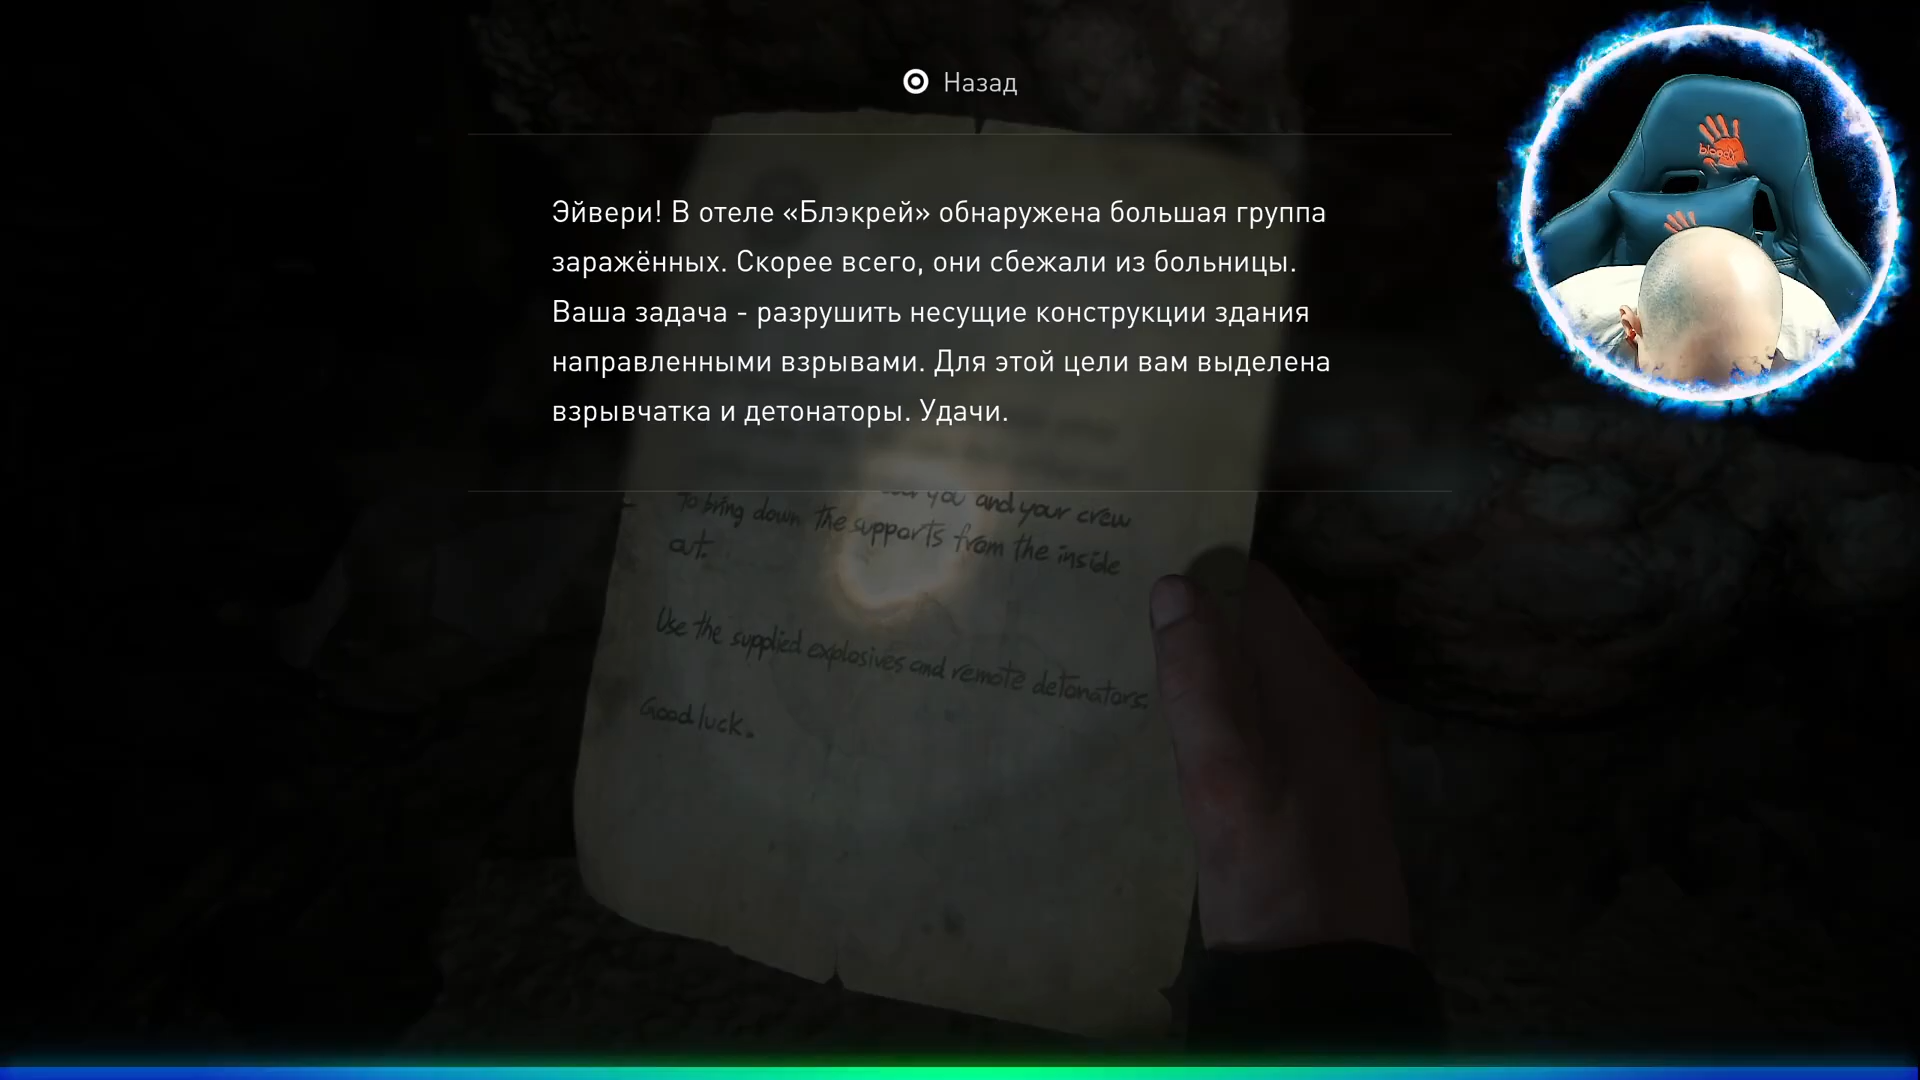 Назад
Эйвери! В отеле «Блэкрей» обнаружена большая группа
заражённых. Скорее всего, они сбежали из больницы.
Ваша задача - разрушить несущие конструкции здания
направленными взрывами. Для этой цели вам выделена
взрывчатка и детонаторы. Удачи.
you and your crew
to bring down the supports from the inside
out.
Use the supplied explosives and remote detonators.
Good luck.
bloody